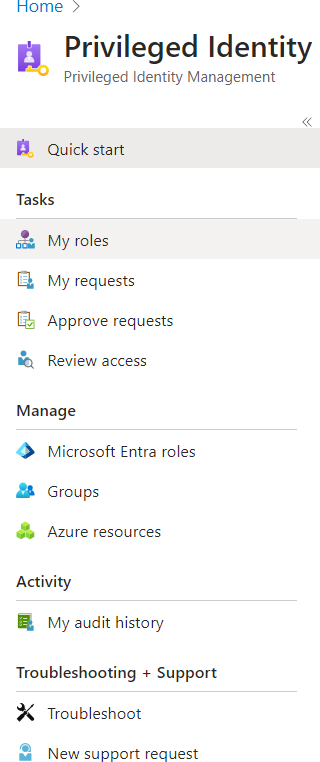 Home
Privileged Identity
Privileged Identity Management
Quick start
Tasks
My roles
My requests
Approve requests
Review access
Manage
Microsoft Entra roles
Groups
Azure resources
Activity
My audit history
Troubleshooting + Support
Troubleshoot
New support request